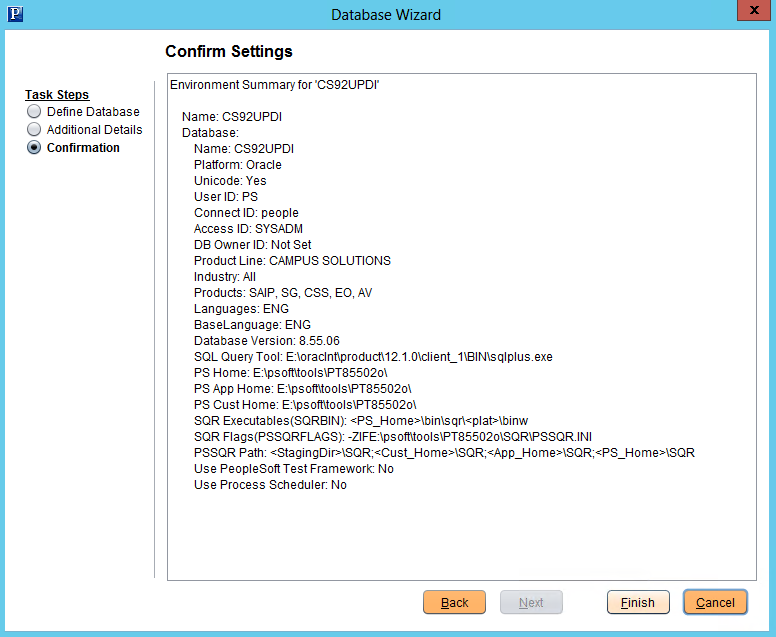 P
Database Wizard
x
Confirm Settings
Task Steps
Define Database
Additional Details
Confirmation
Environment Summary for 'CS92UPDI'
Name: CS92UPDI
Database:
Name: CS92UPDI
Platform: Oracle
Unicode: Yes
User ID: PS
Connect ID: people
Access ID: SYSADM
DB Owner ID: Not Set
Product Line: CAMPUS SOLUTIONS
Industry: All
Products: SAIP, SG, CSS, EO, AV
Languages: ENG
BaseLanguage: ENG
Database Version: 8.55.06
SQL Query Tool: E:\oraclnt\product\12.1.0\client_1\BIN\sqlplus.exe
PS Home: E:\psoft\tools\PT85502o\
PS App Home: E:\psoft\tools\PT85502o\
PS Cust Home: E:\psoft\tools\PT85502o\
SQR Executables(SQRBIN): <PS_Home>\bin\sqr\<plat>\binw
SQR Flags(PSSQRFLAGS): -ZIFE:\psoft\tools\PT85502o\SQR\PSSQR.INI
PSSQR Path: <StagingDir>\SQR;<Cust_Home>\SQR;<App_Home>\SQR;<PS_Home>\SQR
Use PeopleSoft Test Framework: No
Use Process Scheduler: No
Back
Next
Finish
Cancel